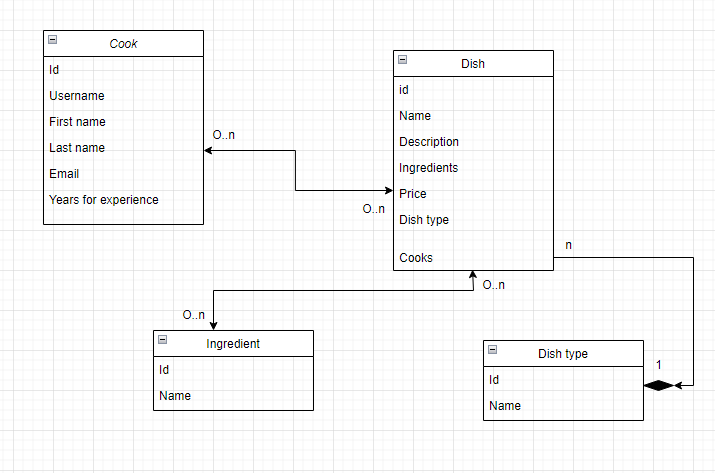 Cook
Id
Username
First name
Last name
Email
Years for experience
O..n
O..n
Dish
id
Name
Description
Ingredients
Price
Dish type
Cooks
n
O..n
O..n
Ingredient
Id
Name
Dish type
Id
Name
1